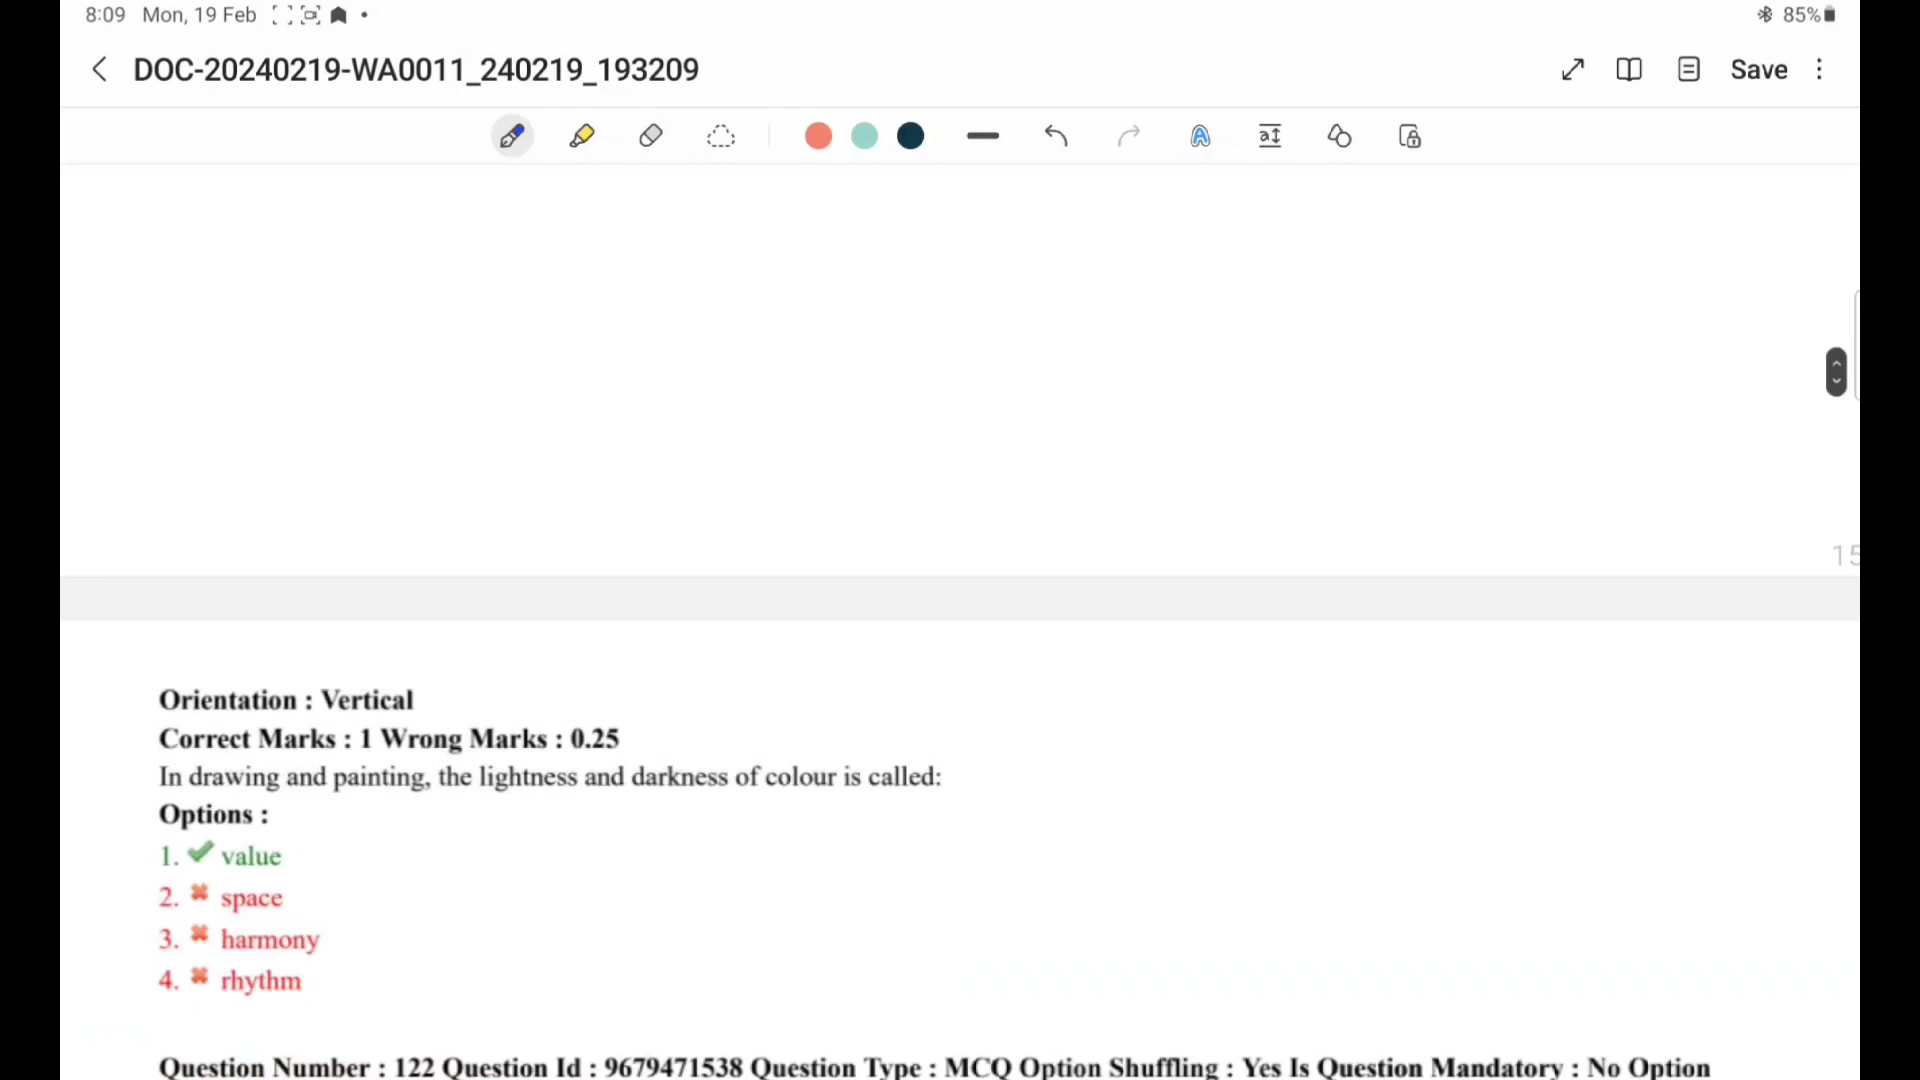 8:09 Mon, 19 Feb
85%
DOC-20240219-WA0011_240219_193209
Save
15
Orientation : Vertical
Correct Marks : 1 Wrong Marks : 0.25
In drawing and painting, the lightness and darkness of colour is called:
Options :
1. value
2. space
3. harmony
4. rhythm
Question Number : 122 Question Id : 9679471538 Question Type : MCQ Option Shuffling : Yes Is Question Mandatory : No Option